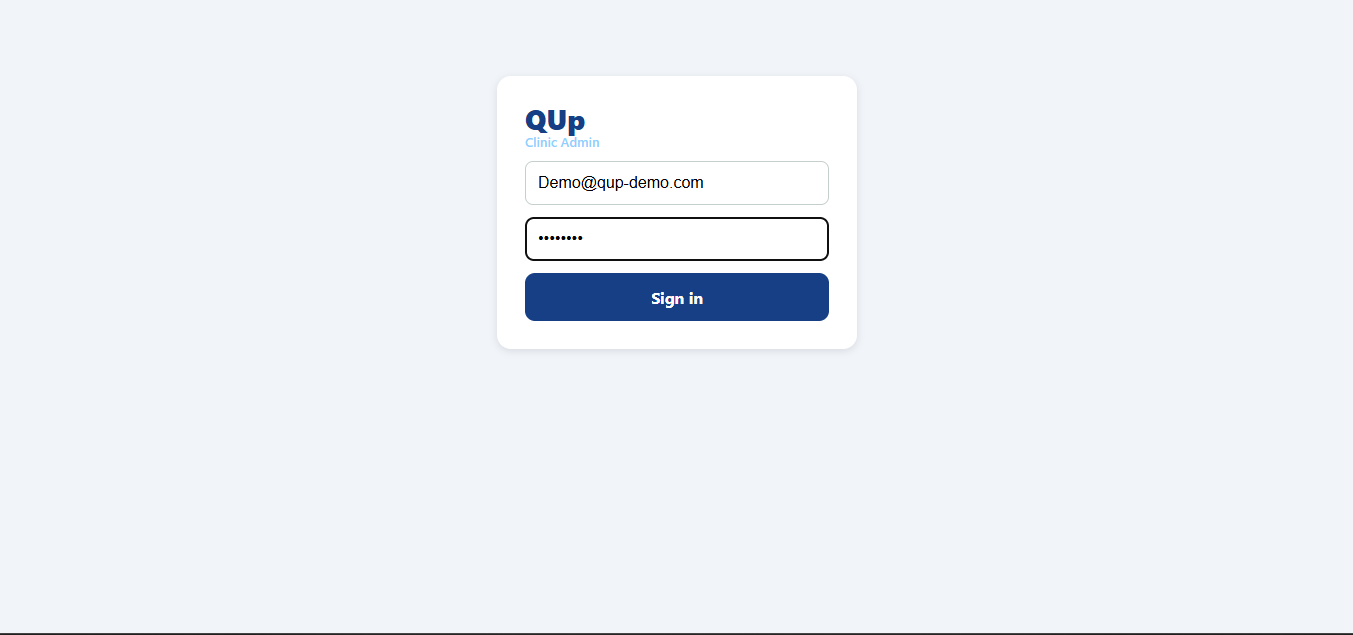 QUp
Clinic Admin
Demo@qup-demo.com
••••••••
Sign in